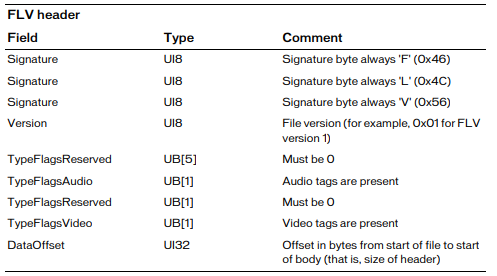 FLV header
Field Type Comment
Signature UI8 Signature byte always 'F' (0x46)
Signature UI8 Signature byte always 'L' (0x4C)
Signature UI8 Signature byte always 'V' (0x56)
Version UI8 File version (for example, 0x01 for FLV
version 1)
TypeFlagsReserved UB[5] Must be 0
TypeFlagsAudio UB[1] Audio tags are present
TypeFlagsReserved UB[1] Must be 0
TypeFlagsVideo UB[1] Video tags are present
DataOffset UI32 Offset in bytes from start of file to start
of body (that is, size of header)